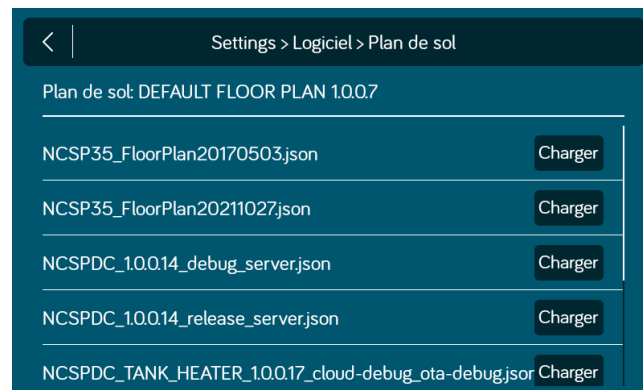 Settings > Logiciel > Plan de sol
Plan de sol: DEFAULT FLOOR PLAN 1.0.0.7
NCSP35_FloorPlan20170503.json Charger
NCSP35_FloorPlan20211027.json Charger
NCSPDC_1.0.0.14_debug_server.json Charger
NCSPDC_1.0.0.14_release_server.json Charger
NCSPDC_TANK_HEATER_1.0.0.17_cloud-debug_ota-debug.json Charger